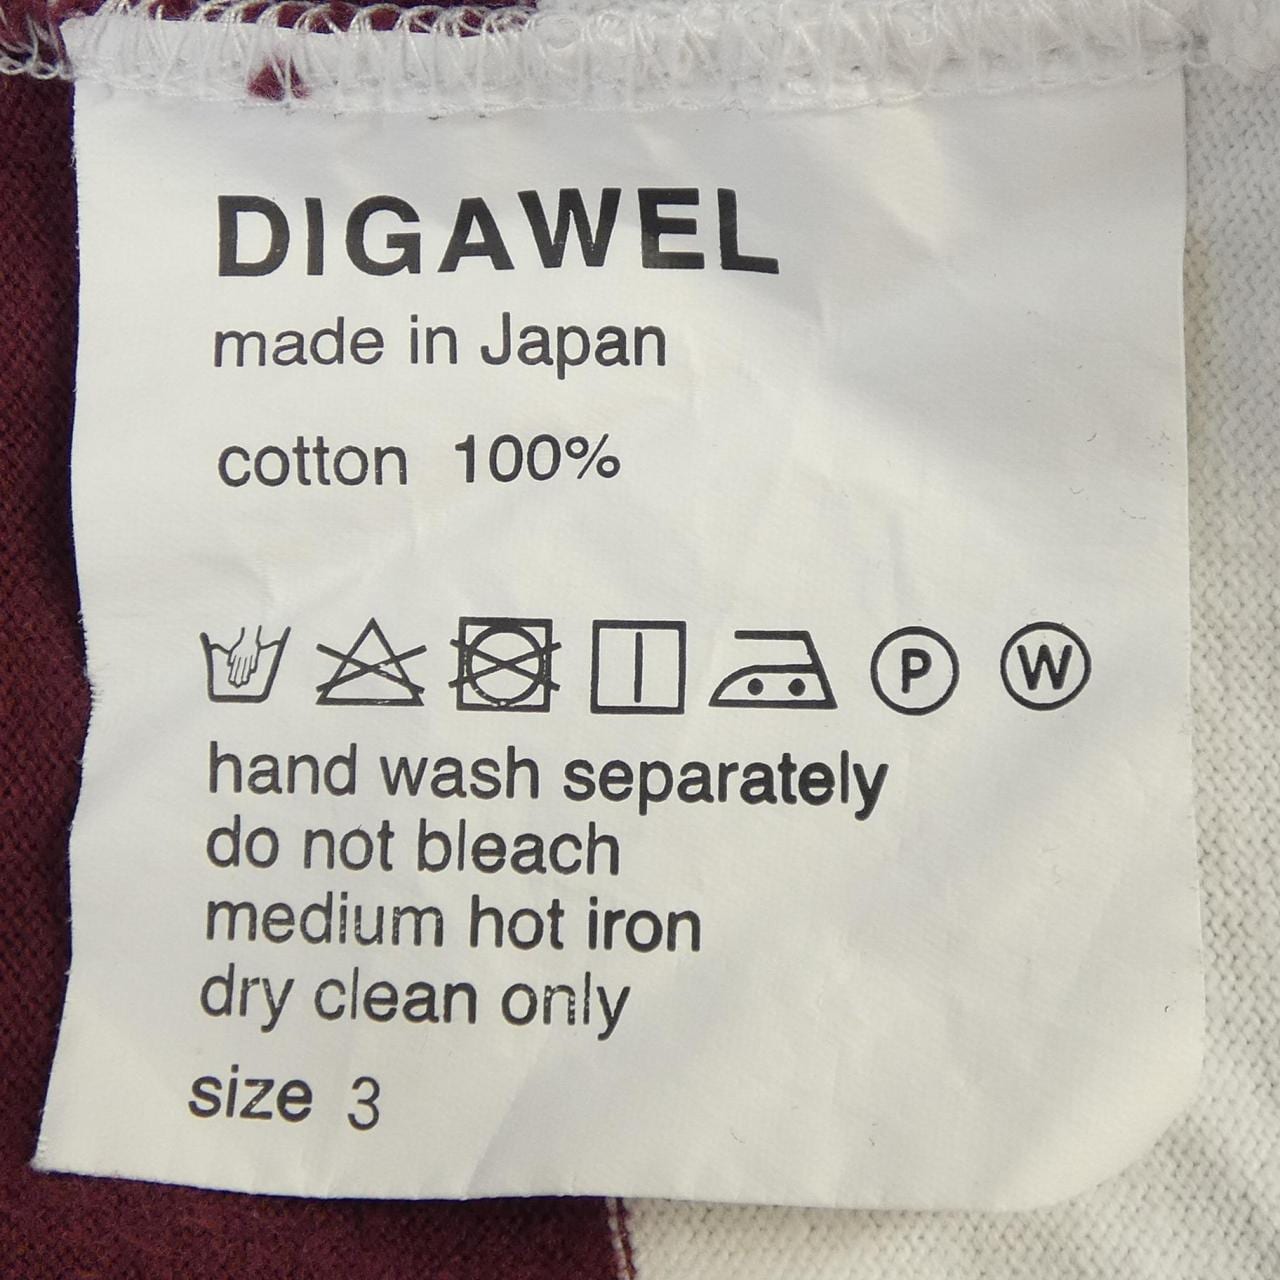 DIGAWEL
made in Japan
cotton 100%
P W
hand wash separately
do not bleach
medium hot iron
dry clean only
size 3